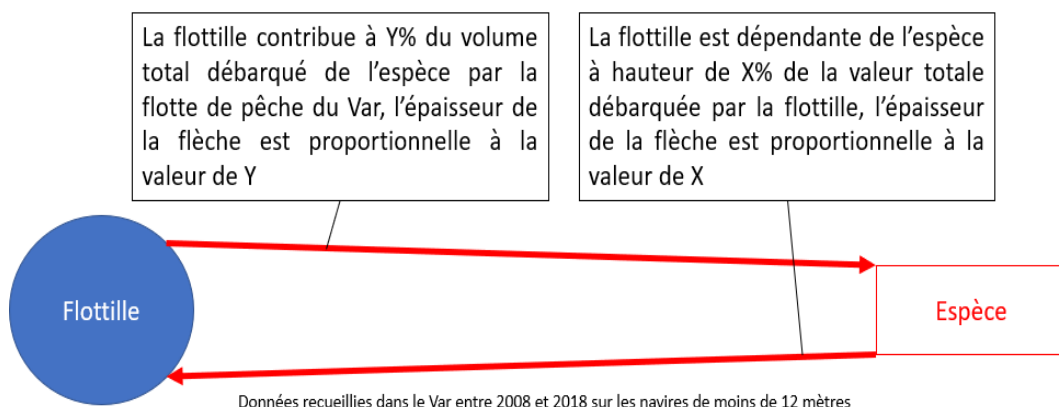 La flottille contribue à Y% du volume
total débarqué de l'espèce par la
flotte de pêche du Var, l'épaisseur de
la flèche est proportionnelle à la
valeur de Y
La flottille est dépendante de l'espèce
à hauteur de X% de la valeur totale
débarquée par la flottille, l'épaisseur
de la flèche est proportionnelle à la
valeur de X
Flottille
Espèce
Données recueillies dans le Var entre 2008 et 2018 sur les navires de moins de 12 mètres